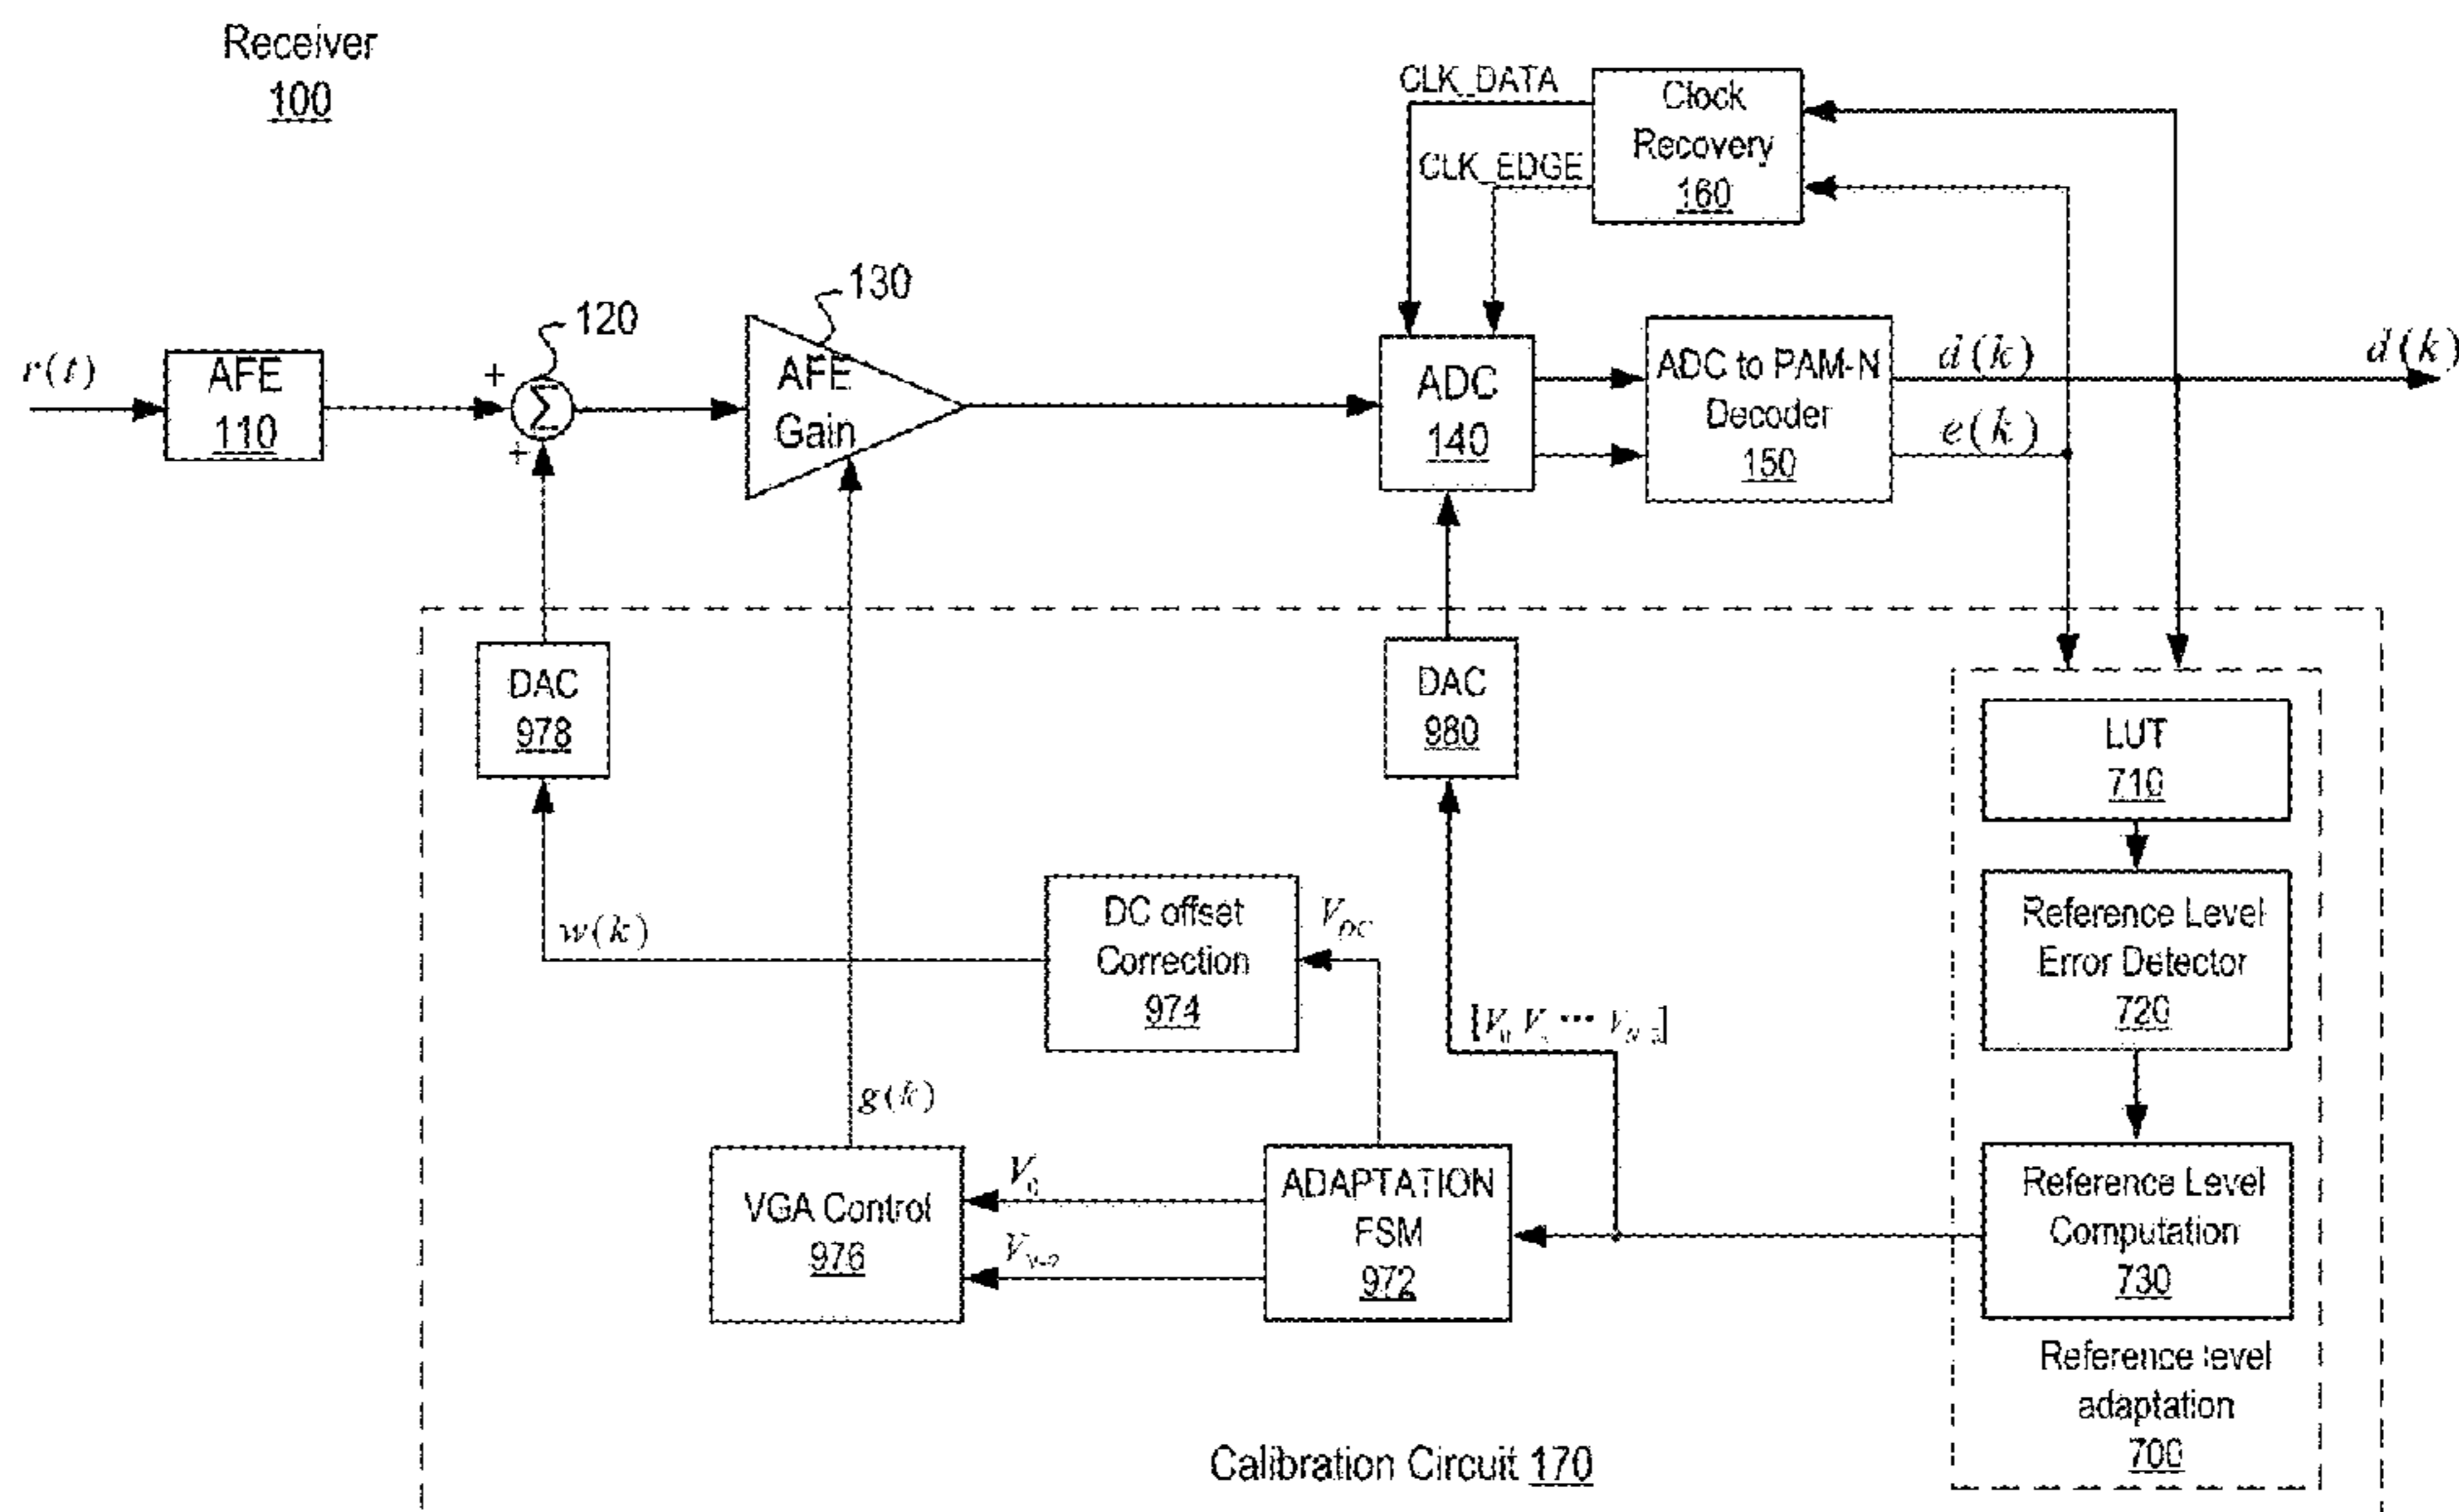 Receiver
100
CLK_DATA
CLK_EDGE
Clock
Recovery
160
130
120
r(t)
AFE
110
+
Σ
+
AFE
Gain
ADC
140
ADC to PAM-N
Decoder
150
d(k)
e(k)
d(k)
DAC
978
DAC
980
LUT
710
w(k)
DC offset
Correction
974
V_DC
Reference Level
Error Detector
720
g(k)
VGA Control
976
V_0
ADAPTATION
FSM
972
Reference Level
Computation
730
Reference level
adaptation
700
Calibration Circuit 170